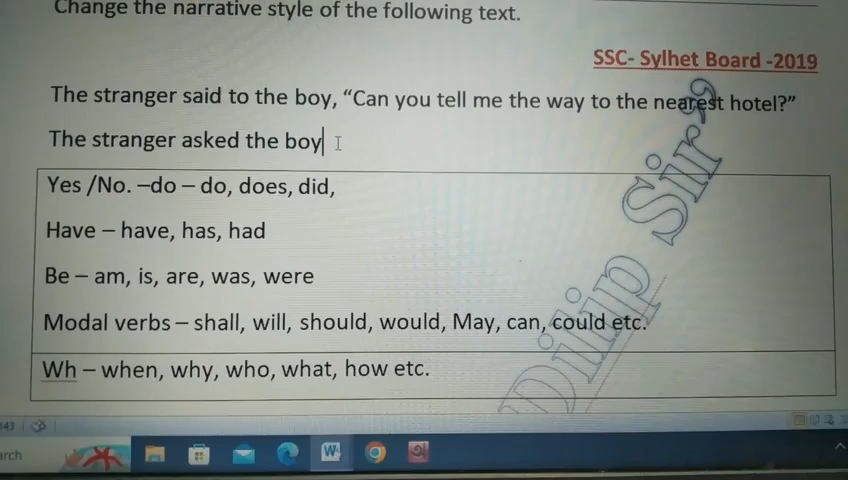 Change the narrative style of the following text.
SSC- Sylhet Board -2019
The stranger said to the boy, “Can you tell me the way to the nearest hotel?”
The stranger asked the boy
Yes /No. –do – do, does, did,
Have – have, has, had
Be – am, is, are, was, were
Modal verbs – shall, will, should, would, May, can, could etc.
Wh – when, why, who, what, how etc.
Dilip Sir
143
arch